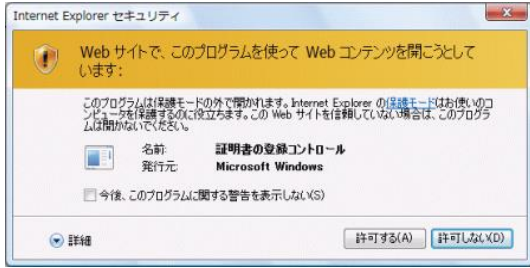 Internet Explorer セキュリティ
Web サイトで、このプログラムを使って Web コンテンツを開こうとして
います:
このプログラムは保護モードの外で開かれます。Internet Explorer の保護モードはお使いのコ
ンピュータを保護するのに役立ちます。この Web サイトを信頼していない場合は、このプログラ
ムは開かないでください。
名前: 証明書の登録コントロール
発行元: Microsoft Windows
今後、このプログラムに関する警告を表示しない(S)
詳細
許可する(A) 許可しない(D)